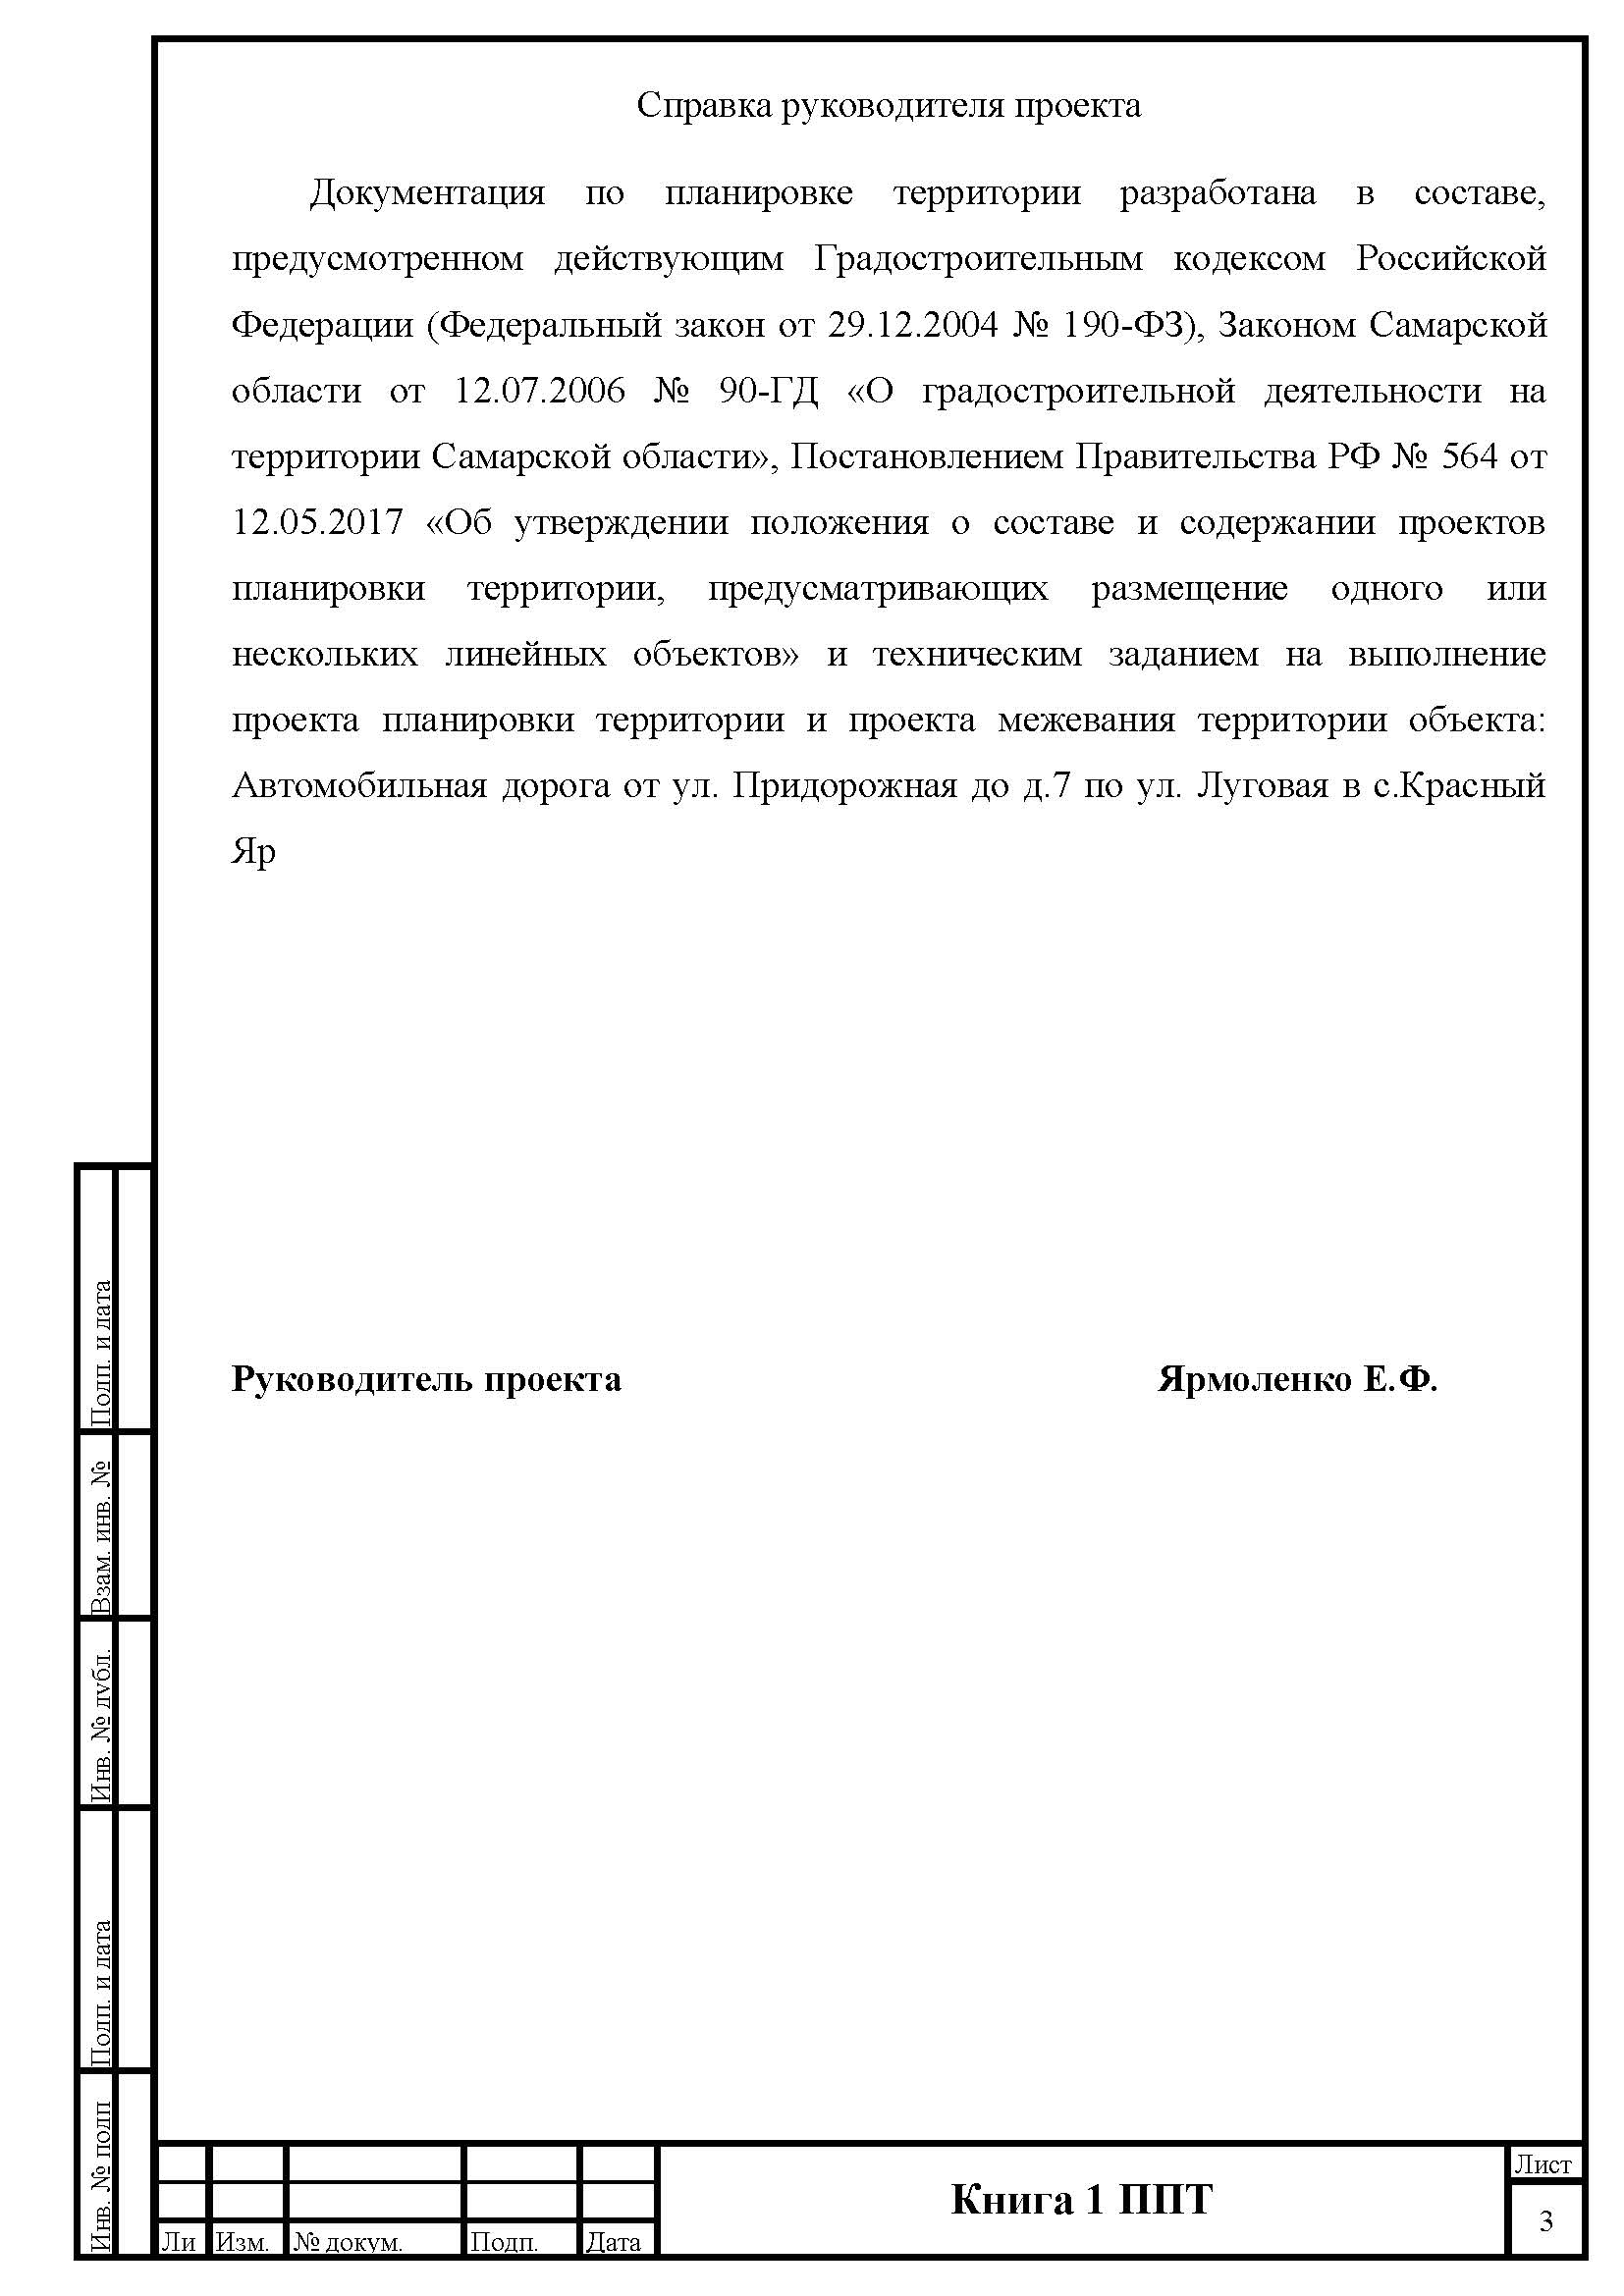 Справка руководителя проекта
Документация по планировке территории разработана в составе,
предусмотренном действующим Градостроительным кодексом Российской
Федерации (Федеральный закон от 29.12.2004 № 190-ФЗ), Законом Самарской
области от 12.07.2006 № 90-ГД «О градостроительной деятельности на
территории Самарской области», Постановлением Правительства РФ № 564 от
12.05.2017 «Об утверждении положения о составе и содержании проектов
планировки территории, предусматривающих размещение одного или
нескольких линейных объектов» и техническим заданием на выполнение
проекта планировки территории и проекта межевания территории объекта:
Автомобильная дорога от ул. Придорожная до д.7 по ул. Луговая в с.Красный
Яр
Руководитель проекта Ярмоленко Е.Ф.
Подп. и дата
Взам. инв. №
Инв. № дубл.
Подп. и дата
Инв. № подп
Ли Изм. № докум. Подп. Дата
Книга 1 ППТ
Лист
3